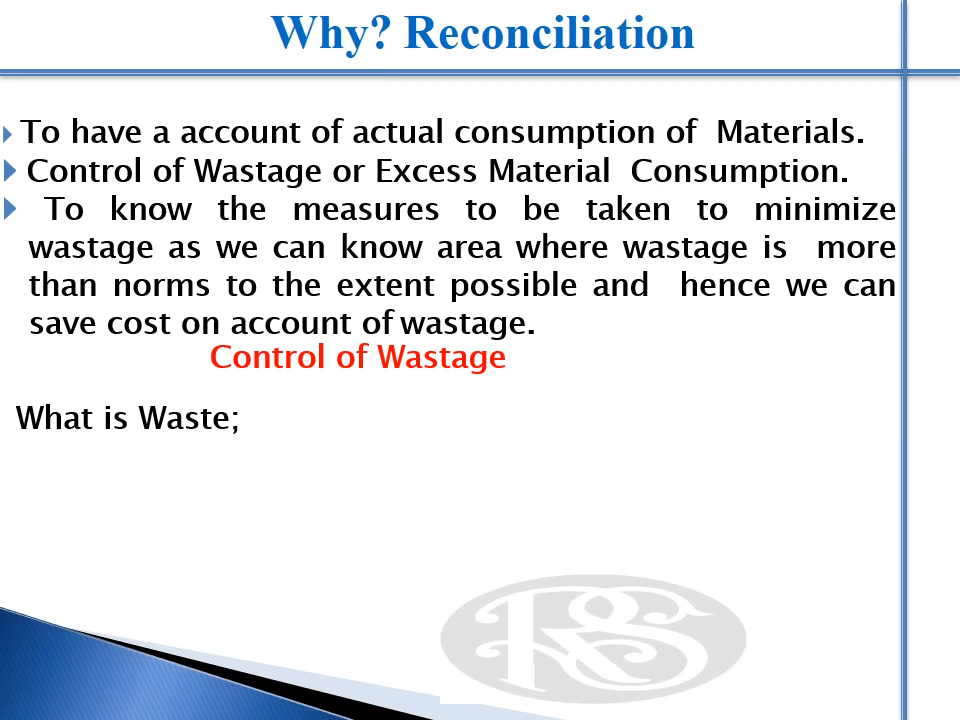 Why? Reconciliation
To have a account of actual consumption of Materials.
Control of Wastage or Excess Material Consumption.
To know the measures to be taken to minimize
wastage as we can know area where wastage is more
than norms to the extent possible and hence we can
save cost on account of wastage.
Control of Wastage
What is Waste;